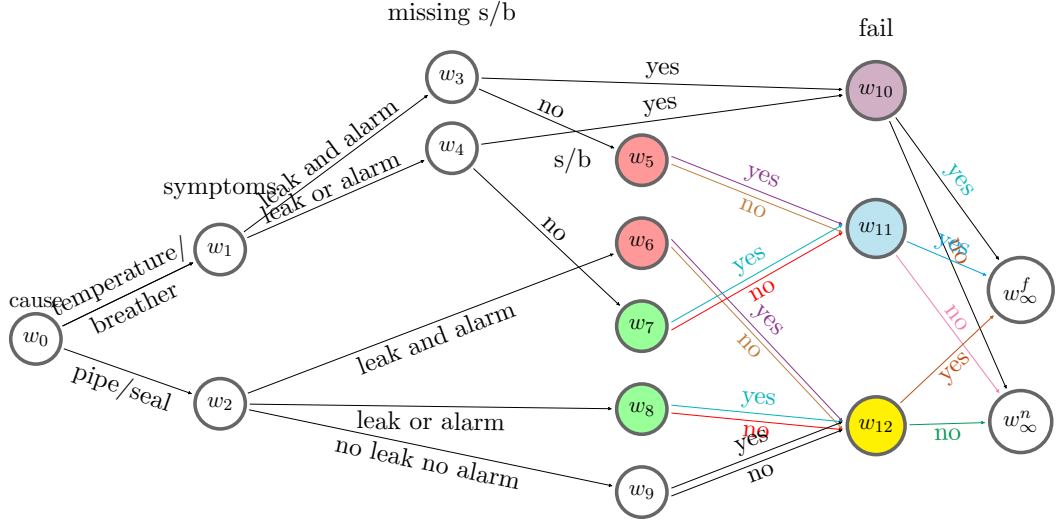 missing s/b
fail
w3
yes
w10
leak and alarm
no
yes
w4
s/b
w5
yes
yes
symptoms
leak or alarm
no
no
w11
w1
w6
yes
no
temperature/
yes
w∞^f
cause
breather
w0
no
w7
yes
no
no
leak and alarm
yes
pipe/seal
w2
w8
yes
leak or alarm
no
w12
no
w∞^n
yes
no leak no alarm
w9
no